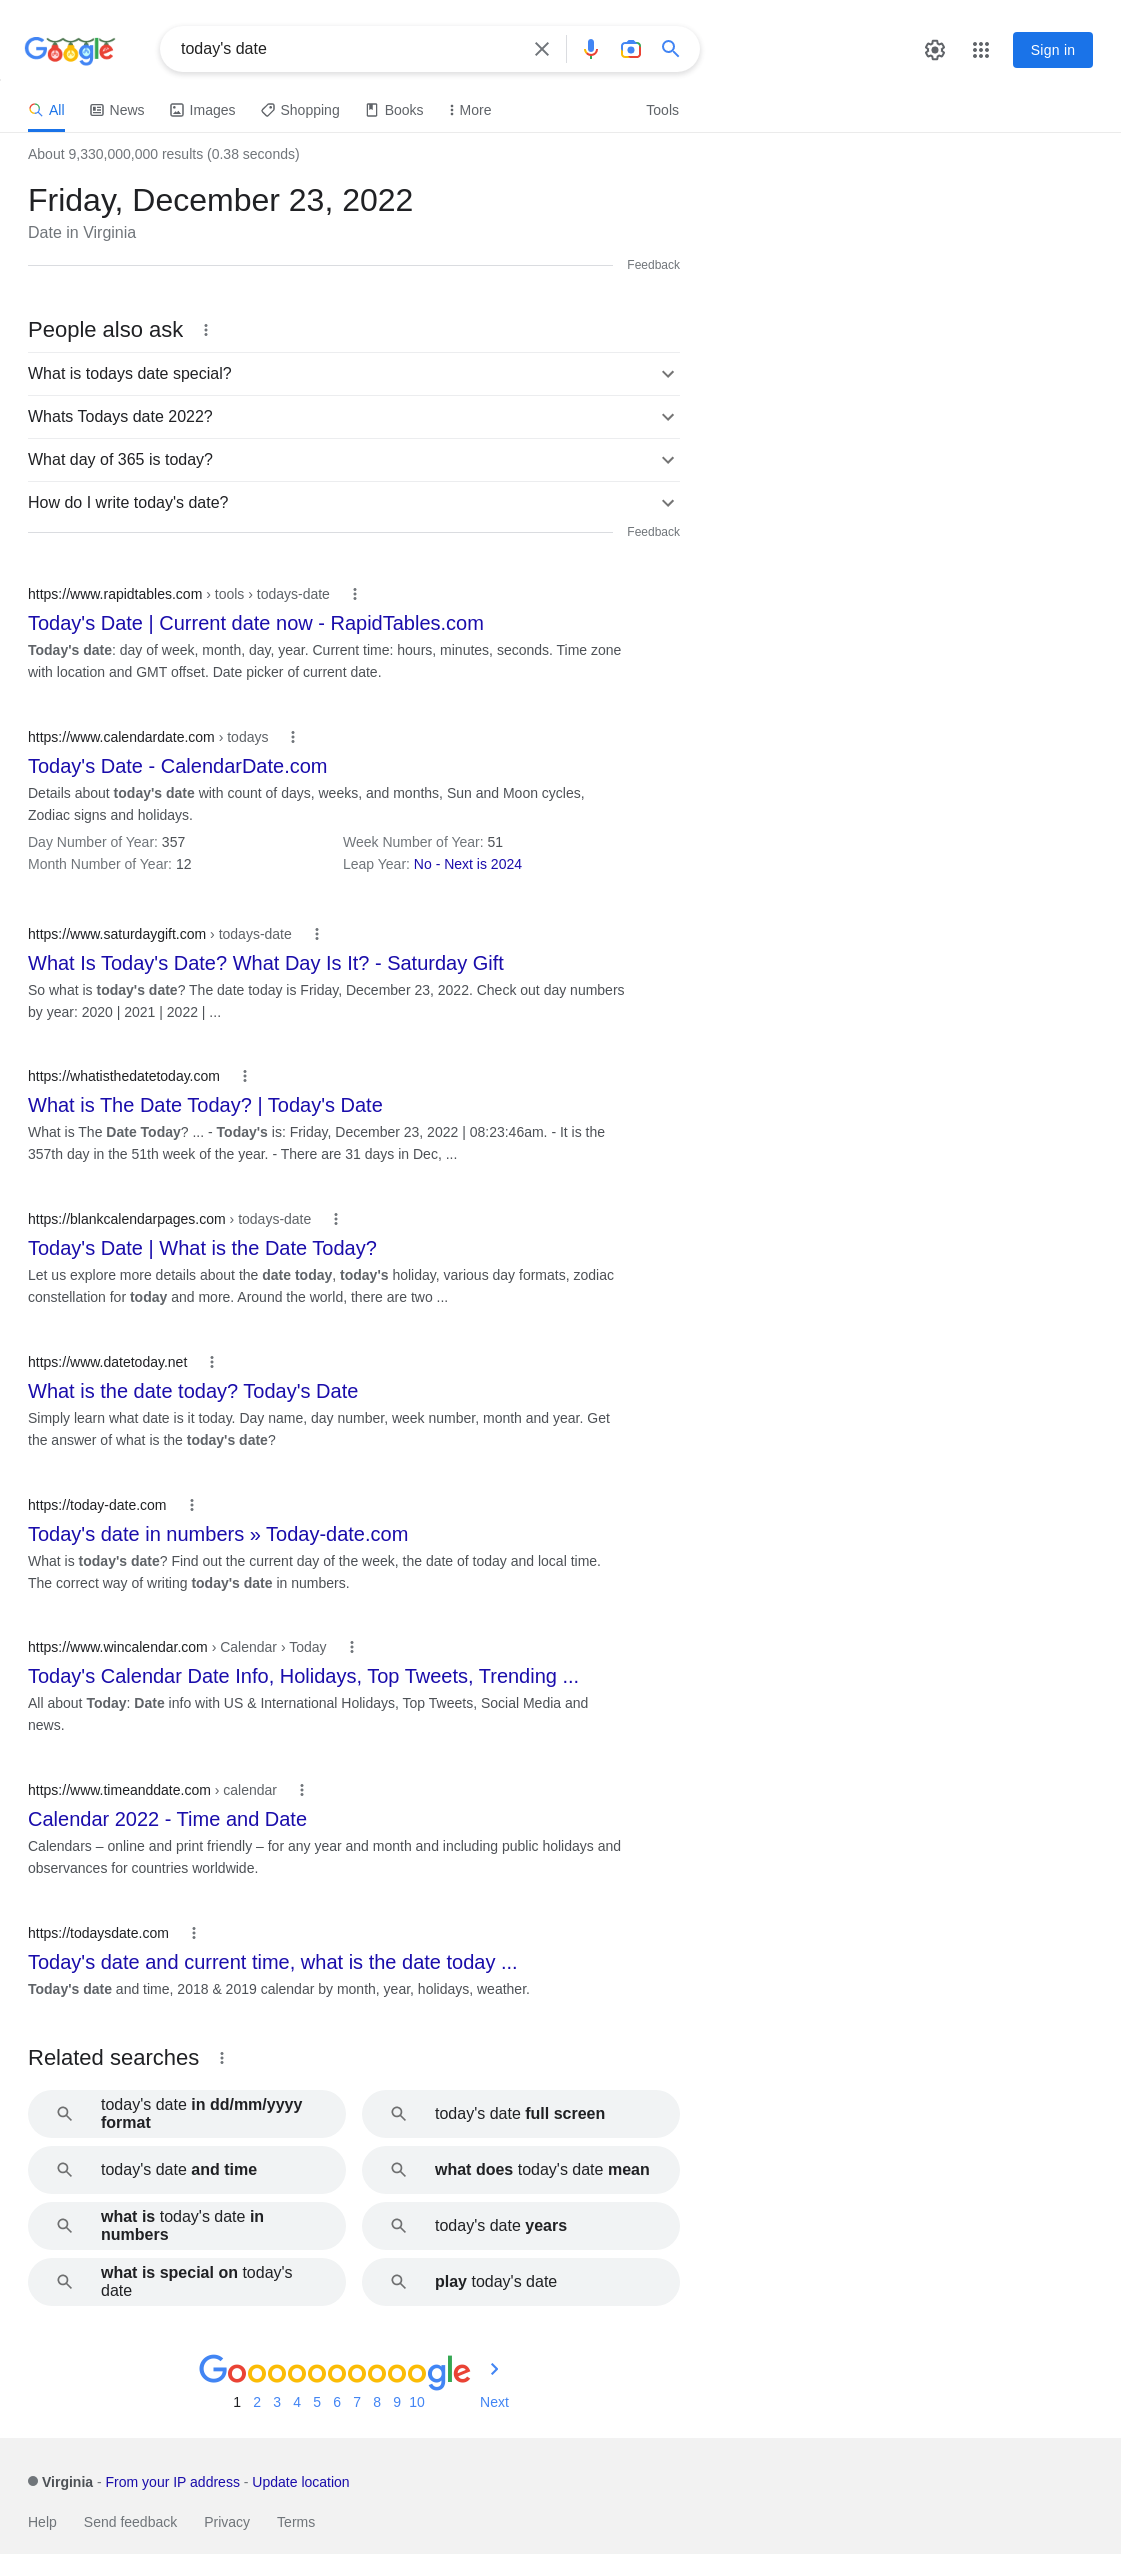 Google
today's date
Sign in
All
News
Images
Shopping
Books
More
Tools
About 9,330,000,000 results (0.38 seconds)
Friday, December 23, 2022
Date in Virginia
Feedback
People also ask
What is todays date special?
Whats Todays date 2022?
What day of 365 is today?
How do I write today's date?
Feedback
https://www.rapidtables.com › tools › todays-date
Today's Date | Current date now - RapidTables.com
Today's date: day of week, month, day, year. Current time: hours, minutes, seconds. Time zone
with location and GMT offset. Date picker of current date.
https://www.calendardate.com › todays
Today's Date - CalendarDate.com
Details about today's date with count of days, weeks, and months, Sun and Moon cycles,
Zodiac signs and holidays.
Day Number of Year: 357
Week Number of Year: 51
Month Number of Year: 12
Leap Year: No - Next is 2024
https://www.saturdaygift.com › todays-date
What Is Today's Date? What Day Is It? - Saturday Gift
So what is today's date? The date today is Friday, December 23, 2022. Check out day numbers
by year: 2020 | 2021 | 2022 | ...
https://whatisthedatetoday.com
What is The Date Today? | Today's Date
What is The Date Today? ... - Today's is: Friday, December 23, 2022 | 08:23:46am. - It is the
357th day in the 51th week of the year. - There are 31 days in Dec, ...
https://blankcalendarpages.com › todays-date
Today's Date | What is the Date Today?
Let us explore more details about the date today, today's holiday, various day formats, zodiac
constellation for today and more. Around the world, there are two ...
https://www.datetoday.net
What is the date today? Today's Date
Simply learn what date is it today. Day name, day number, week number, month and year. Get
the answer of what is the today's date?
https://today-date.com
Today's date in numbers » Today-date.com
What is today's date? Find out the current day of the week, the date of today and local time.
The correct way of writing today's date in numbers.
https://www.wincalendar.com › Calendar › Today
Today's Calendar Date Info, Holidays, Top Tweets, Trending ...
All about Today: Date info with US & International Holidays, Top Tweets, Social Media and
news.
https://www.timeanddate.com › calendar
Calendar 2022 - Time and Date
Calendars – online and print friendly – for any year and month and including public holidays and
observances for countries worldwide.
https://todaysdate.com
Today's date and current time, what is the date today ...
Today's date and time, 2018 & 2019 calendar by month, year, holidays, weather.
Related searches
today's date in dd/mm/yyyy
format
today's date full screen
today's date and time
what does today's date mean
what is today's date in
numbers
today's date years
what is special on today's
date
play today's date
Goooooooooogle
1 2 3 4 5 6 7 8 9 10 Next
Virginia - From your IP address - Update location
Help Send feedback Privacy Terms